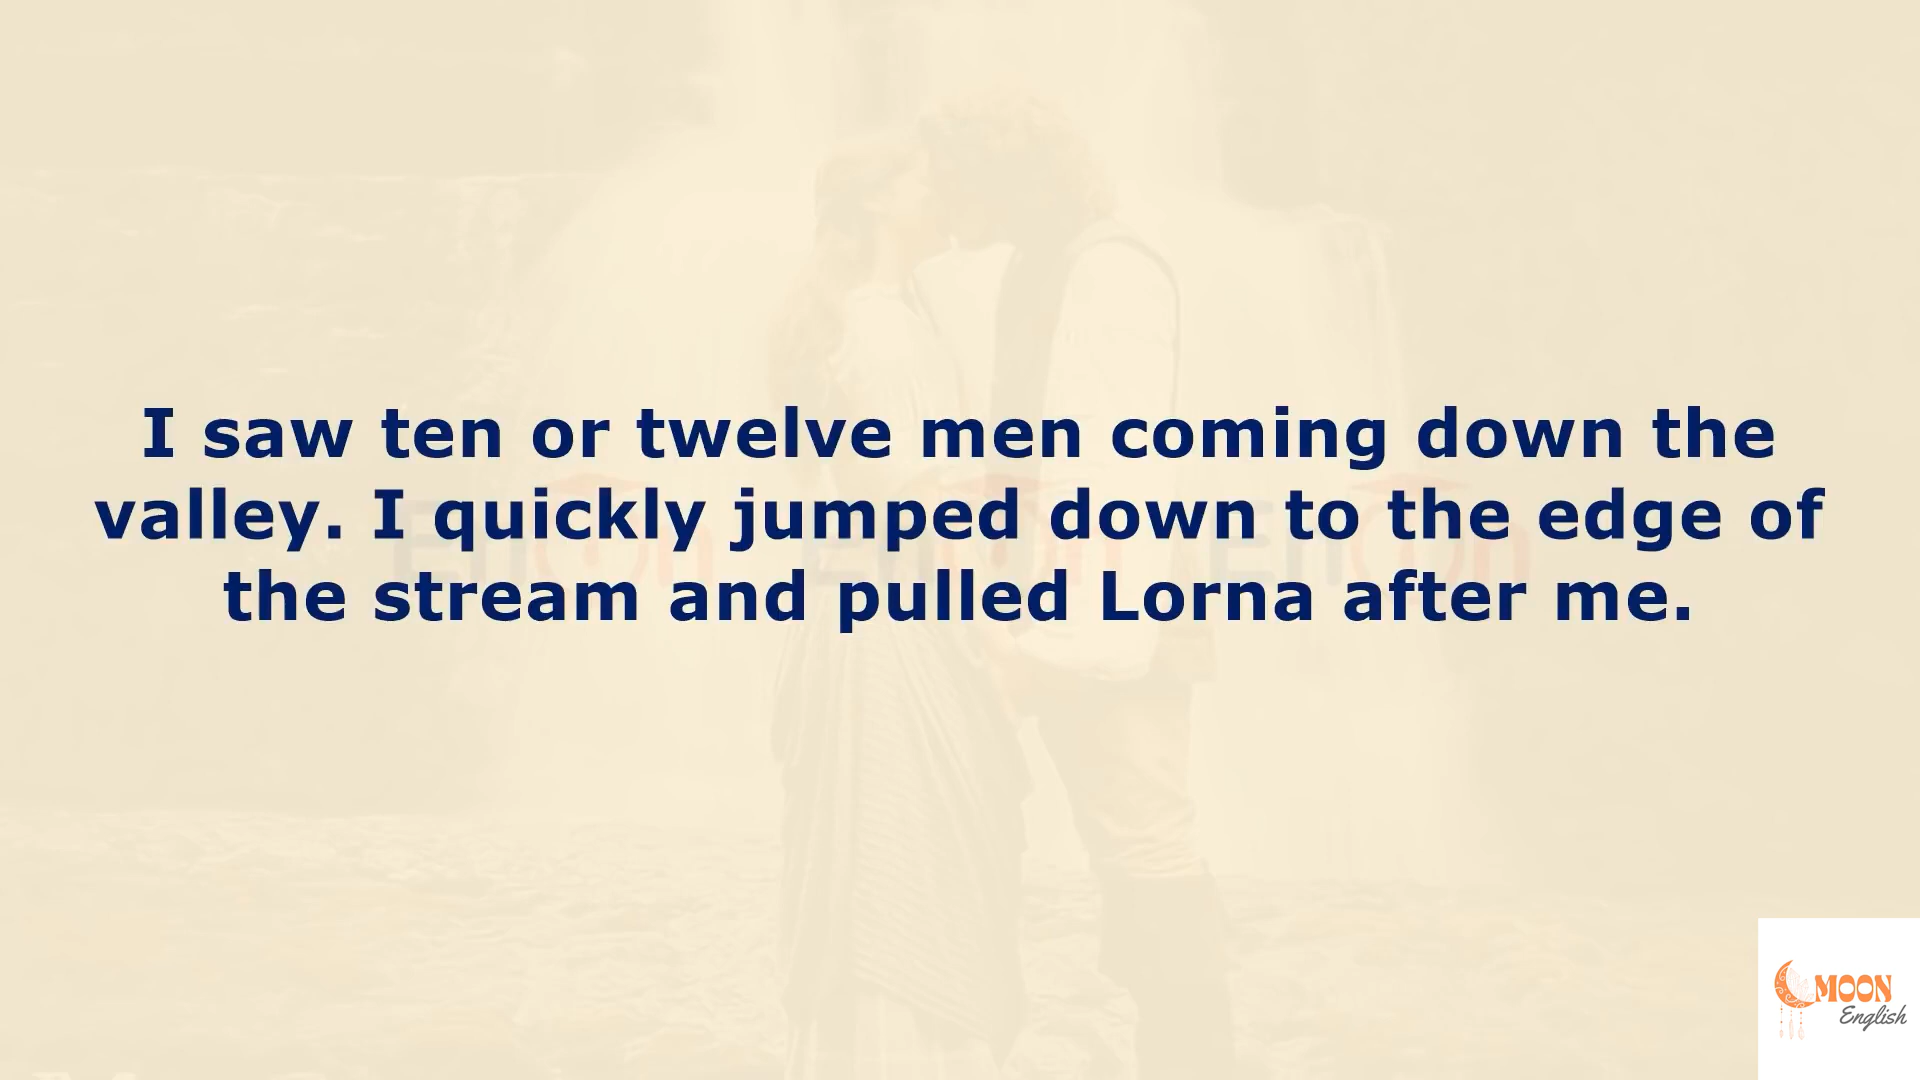 I saw ten or twelve men coming down the
valley. I quickly jumped down to the edge of
the stream and pulled Lorna after me.
MOON
English